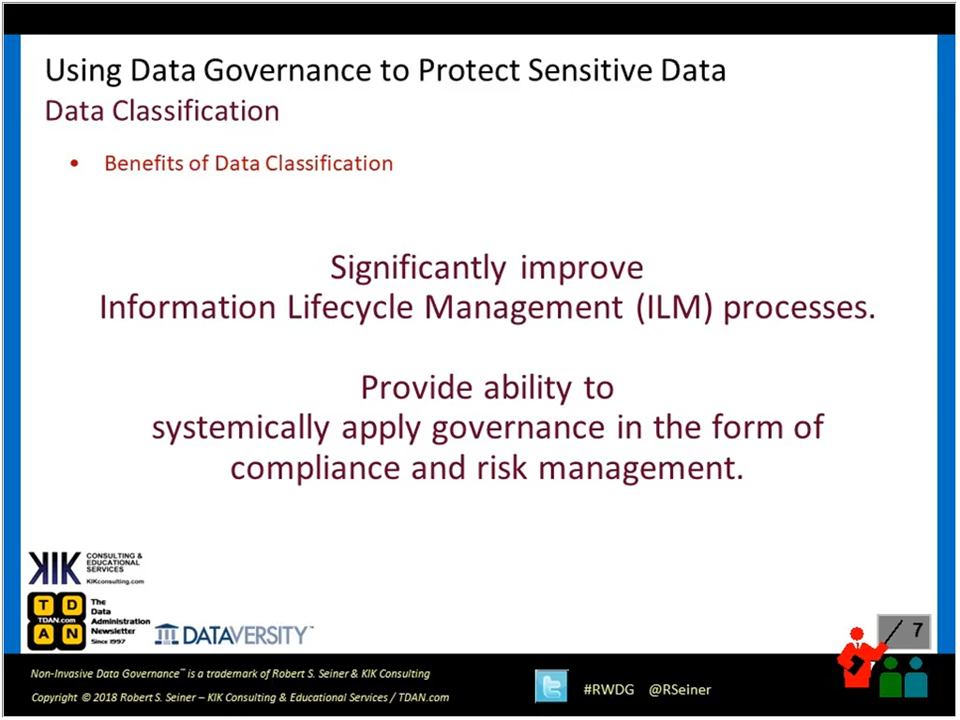 Using Data Governance to Protect Sensitive Data
Data Classification
• Benefits of Data Classification
Significantly improve
Information Lifecycle Management (ILM) processes.
Provide ability to
systemically apply governance in the form of
compliance and risk management.
KIK
CONSULTING &
EDUCATIONAL
SERVICES
KIKconsulting.com
T D
TDAN.com
A N
The
Data
Administration
Newsletter
Since 1997
DATAVERSITY™
7
Non-Invasive Data Governance™ is a trademark of Robert S. Seiner & KIK Consulting
Copyright © 2018 Robert S. Seiner – KIK Consulting & Educational Services / TDAN.com
#RWDG @RSeiner